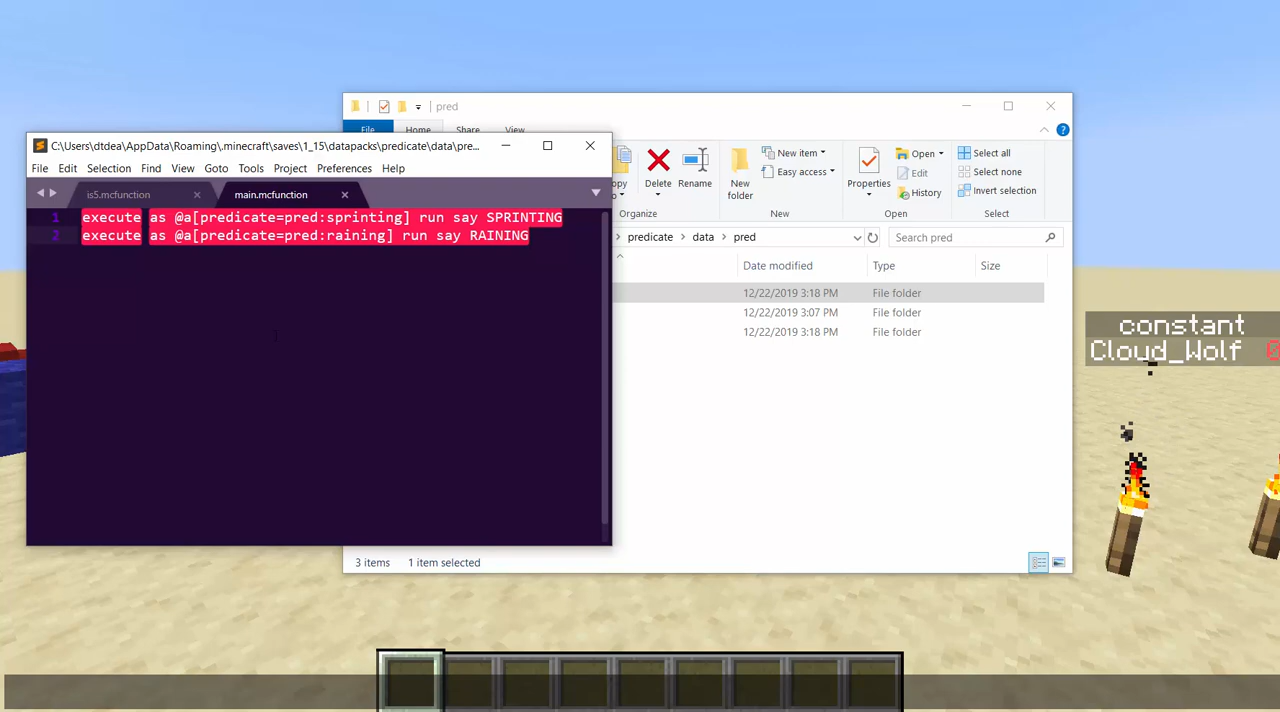 pred
File Home Share View
C:\Users\dtdea\AppData\Roaming\.minecraft\saves\1_15\datapacks\predicate\data\pre...
File Edit Selection Find View Goto Tools Project Preferences Help
is5.mcfunction main.mcfunction
1 execute as @a[predicate=pred:sprinting] run say SPRINTING
2 execute as @a[predicate=pred:raining] run say RAINING
Delete Rename
New folder
New item
Easy access
Properties
Open
Edit
History
Select all
Select none
Invert selection
Organize New Open Select
predicate data pred Search pred
Date modified Type Size
12/22/2019 3:18 PM File folder
12/22/2019 3:07 PM File folder
12/22/2019 3:18 PM File folder
3 items 1 item selected
constant
Cloud_Wolf 0